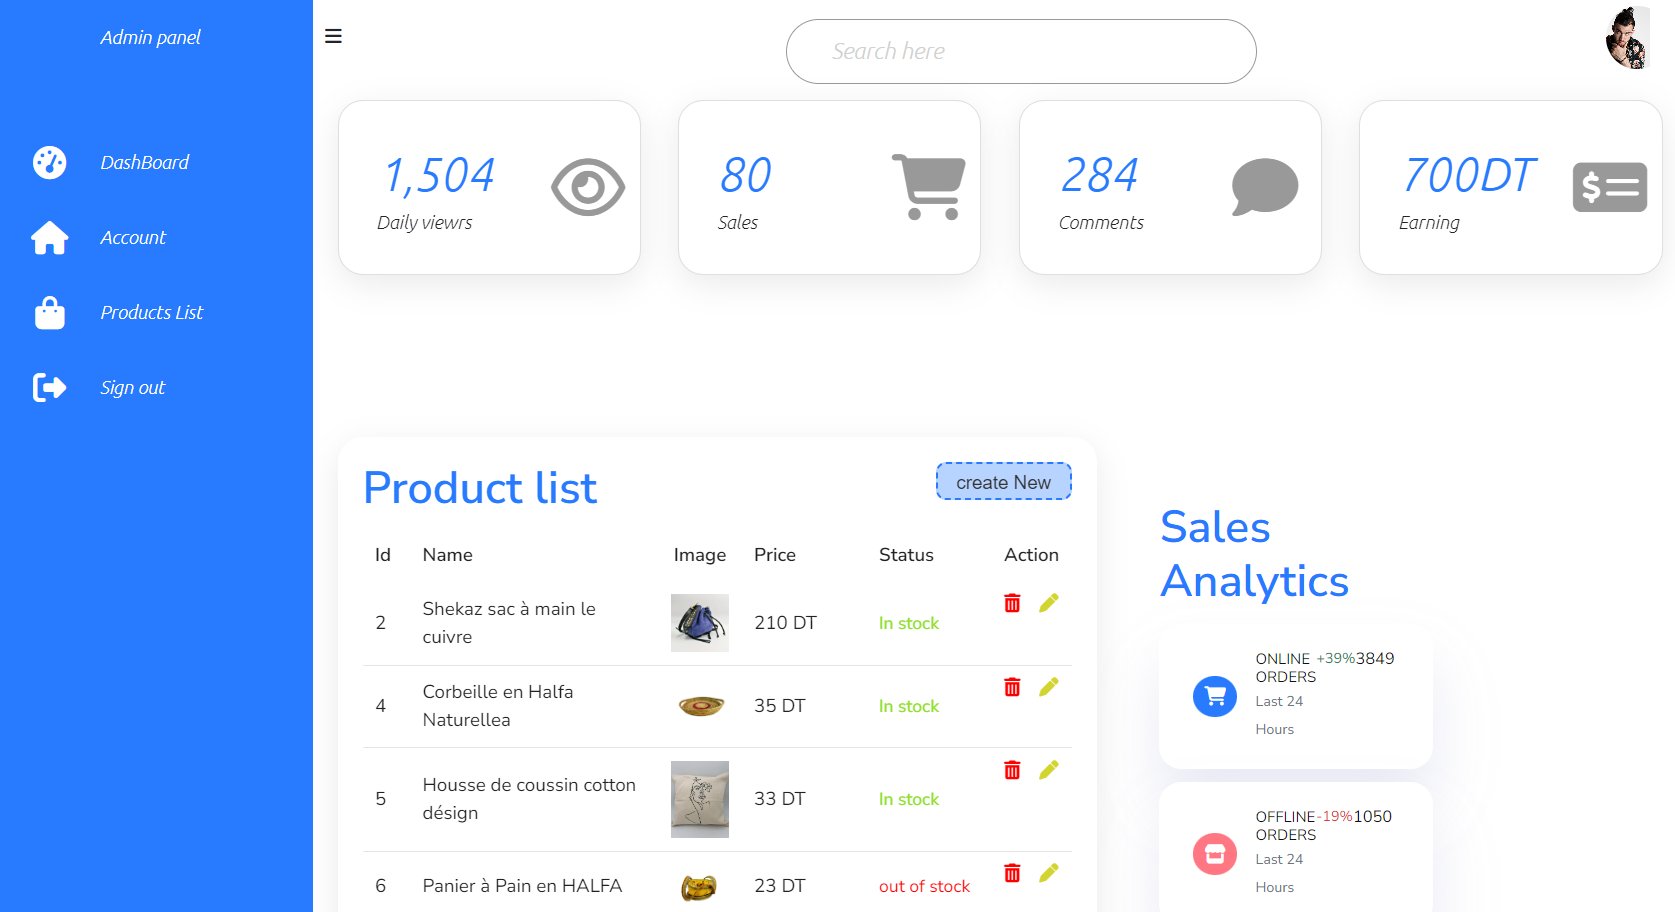 Admin panel
DashBoard
Account
Products List
Sign out
Search here
1,504
Daily viewrs
80
Sales
284
Comments
700DT
Earning
Product list
create New
Id Name Image Price Status Action
2 Shekaz sac à main le
cuivre
210 DT In stock
4 Corbeille en Halfa
Naturellea
35 DT In stock
5 Housse de coussin cotton
désign
33 DT In stock
6 Panier à Pain en HALFA 23 DT out of stock
Sales
Analytics
ONLINE +39%3849
ORDERS
Last 24
Hours
OFFLINE-19%1050
ORDERS
Last 24
Hours